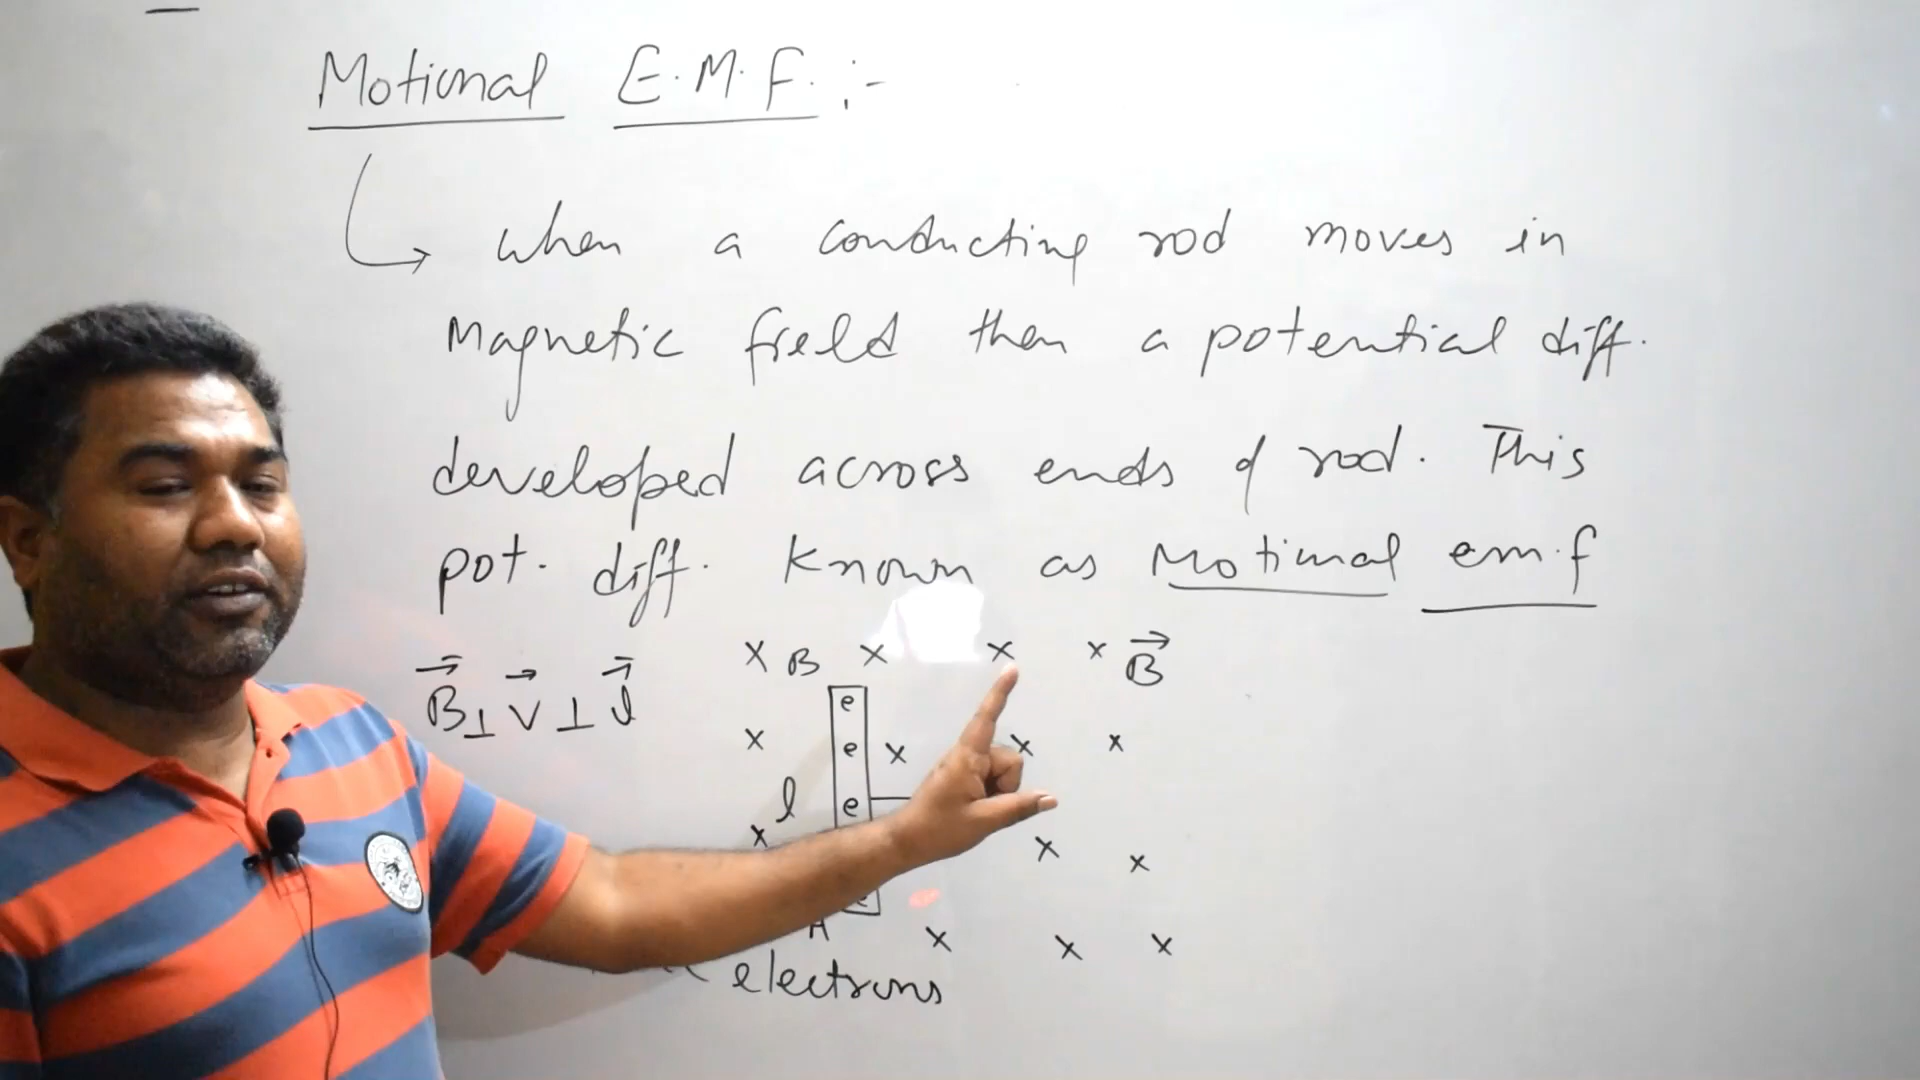 Motional E.M.F. :-
↳ when a conducting rod moves in
Magnetic field then a potential diff.
developed across ends of rod. This
pot. diff. Known as Motional em.f
x B x x x B⃗
B⃗ ⊥ v⃗ ⊥ l⃗
e
x e x x x
l e
x x x
e
A x x x
electrons